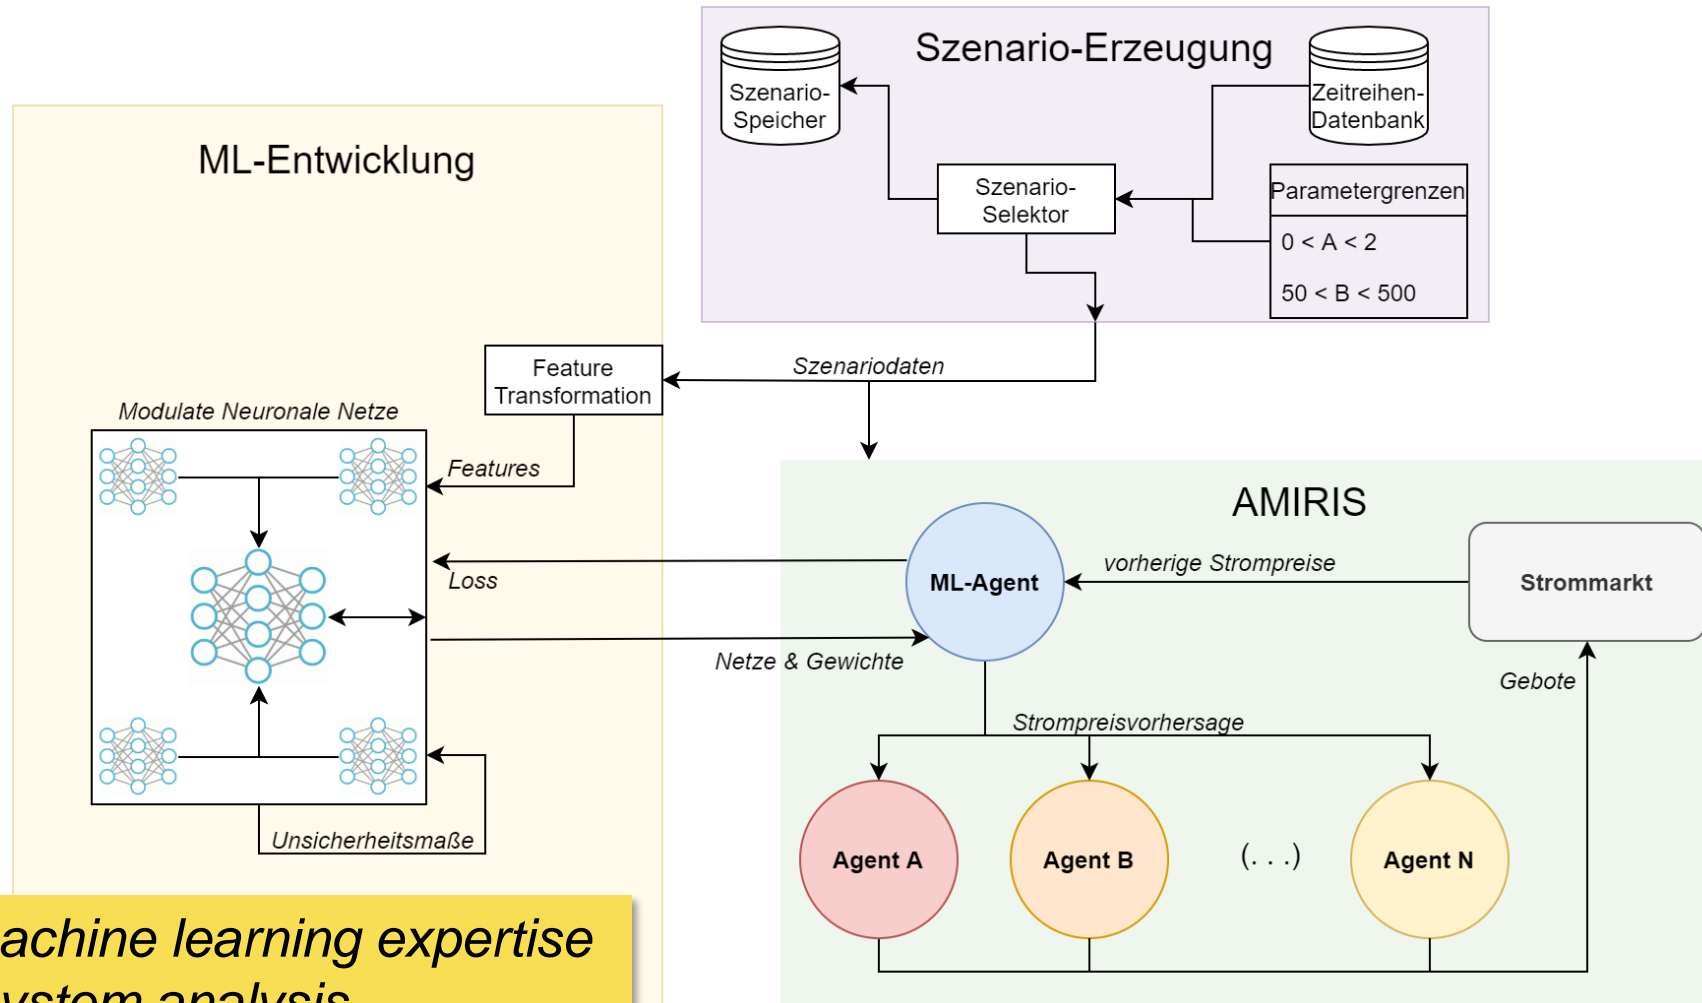 Szenario-Erzeugung
Szenario-
Speicher
Zeitreihen-
Datenbank
Szenario-
Selektor
Parametergrenzen
0 < A < 2
50 < B < 500
ML-Entwicklung
Feature
Transformation
Szenariodaten
Modulate Neuronale Netze
Features
Loss
Netze & Gewichte
Unsicherheitsmaße
AMIRIS
ML-Agent
vorherige Strompreise
Strommarkt
Gebote
Strompreisvorhersage
Agent A
Agent B
(. . .)
Agent N
achine learning expertise
ystem analysis